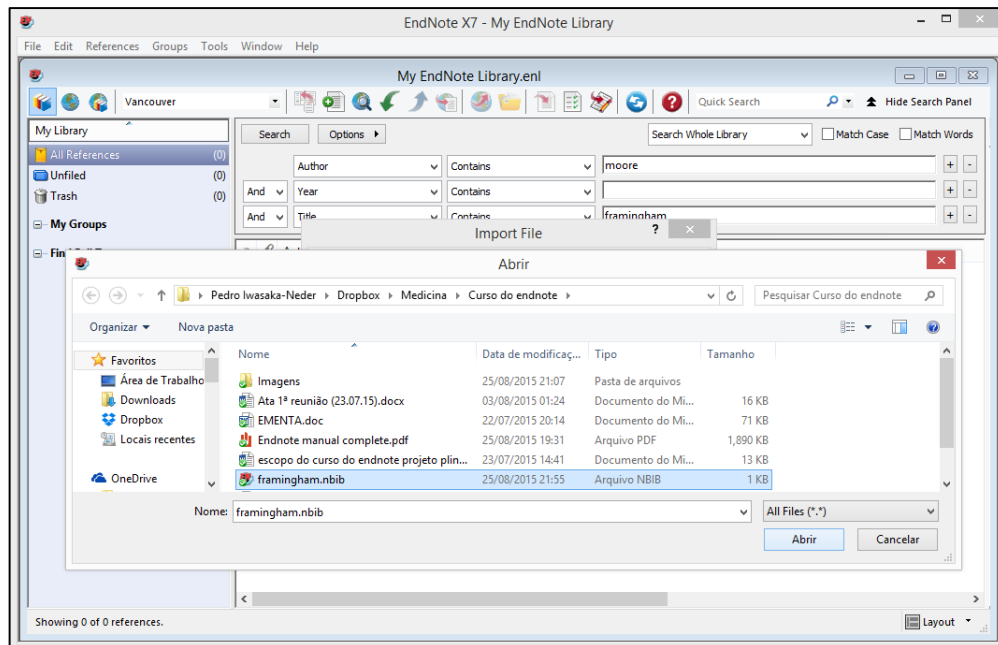 EndNote X7 - My EndNote Library
File Edit References Groups Tools Window Help
My EndNote Library.enl
Vancouver Quick Search Hide Search Panel
My Library Search Options Search Whole Library Match Case Match Words
All References (0)
Author Contains moore + -
Unfiled (0)
And Year Contains + -
Trash (0)
And Title Contains framingham + -
My Groups
Import File ? ×
Abrir
Pedro Iwasaka-Neder Dropbox Medicina Curso do endnote Pesquisar Curso do endnote
Organizar Nova pasta
Favoritos Nome Data de modificaç... Tipo Tamanho
Área de Trabalho Imagens 25/08/2015 21:07 Pasta de arquivos
Downloads Ata 1ª reunião (23.07.15).docx 03/08/2015 01:24 Documento do Mi... 16 KB
Dropbox EMENTA.doc 22/07/2015 20:14 Documento do Mi... 71 KB
Locais recentes Endnote manual complete.pdf 25/08/2015 19:31 Arquivo PDF 1,890 KB
escopo do curso do endnote projeto plin... 23/07/2015 14:41 Documento do Mi... 13 KB
OneDrive framingham.nbib 25/08/2015 21:55 Arquivo NBIB 1 KB
Nome: framingham.nbib All Files (*.*)
Abrir Cancelar
Showing 0 of 0 references. Layout